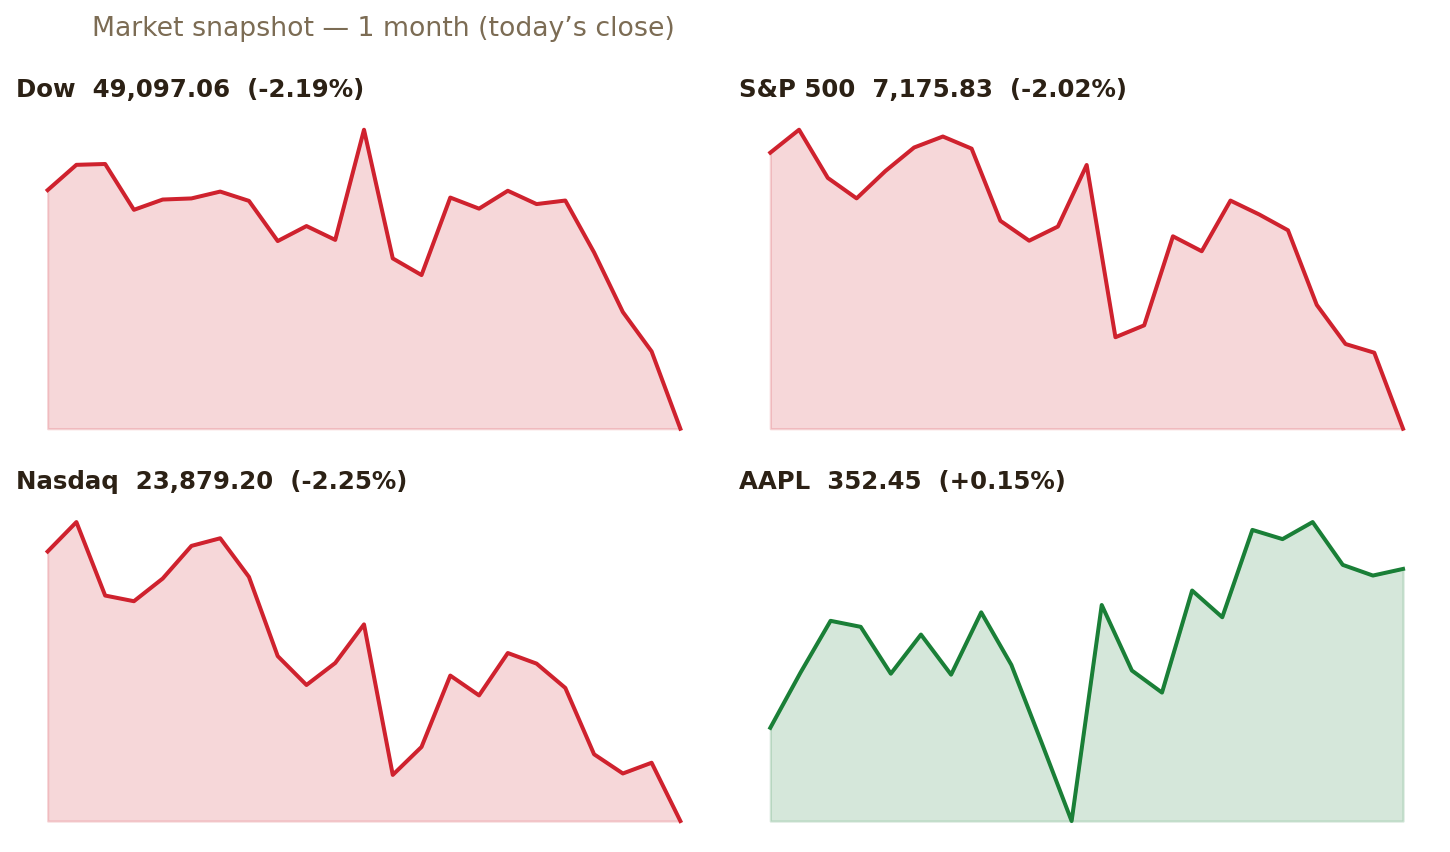 Market snapshot — 1 month (today’s close)
Dow  49,097.06  (-2.19%)
S&P 500  7,175.83  (-2.02%)
Nasdaq  23,879.20  (-2.25%)
AAPL  352.45  (+0.15%)